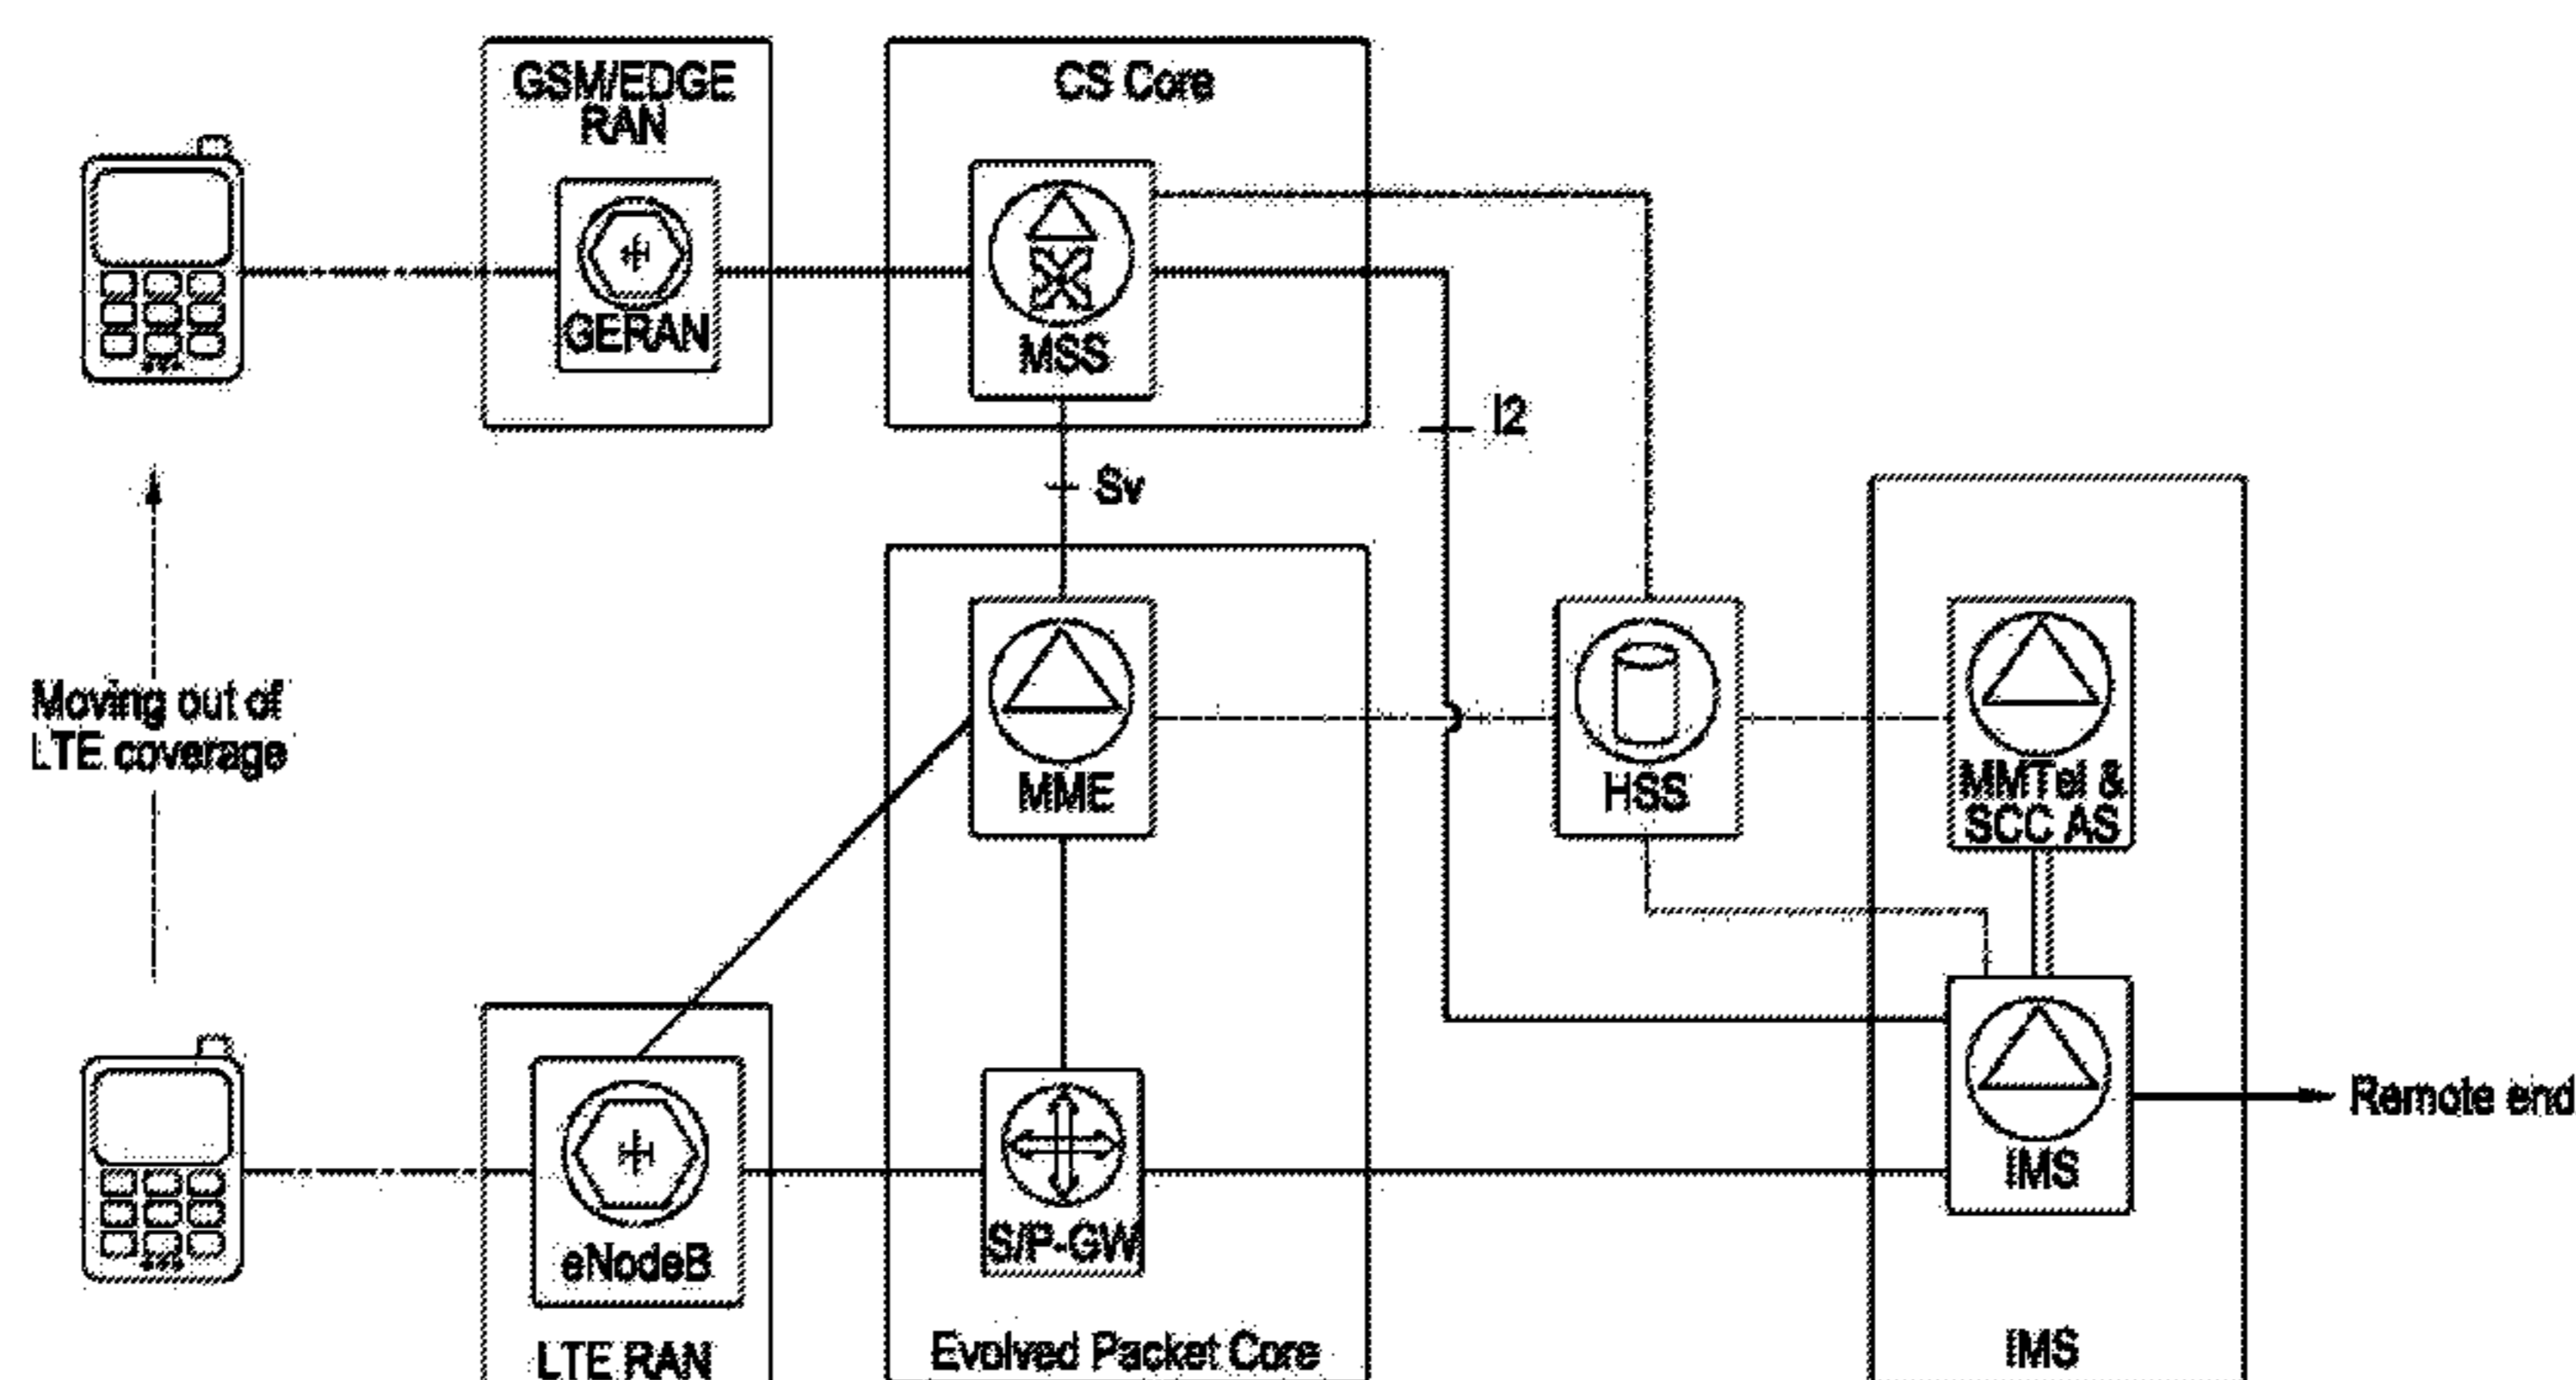 GSM/EDGE
RAN
CS Core
GERAN
MSS
I2
Sv
Moving out of
LTE coverage
MME
HSS
MMTel &
SCC AS
eNodeB
S/P-GW
IMS
Remote end
LTE RAN
Evolved Packet Core
IMS